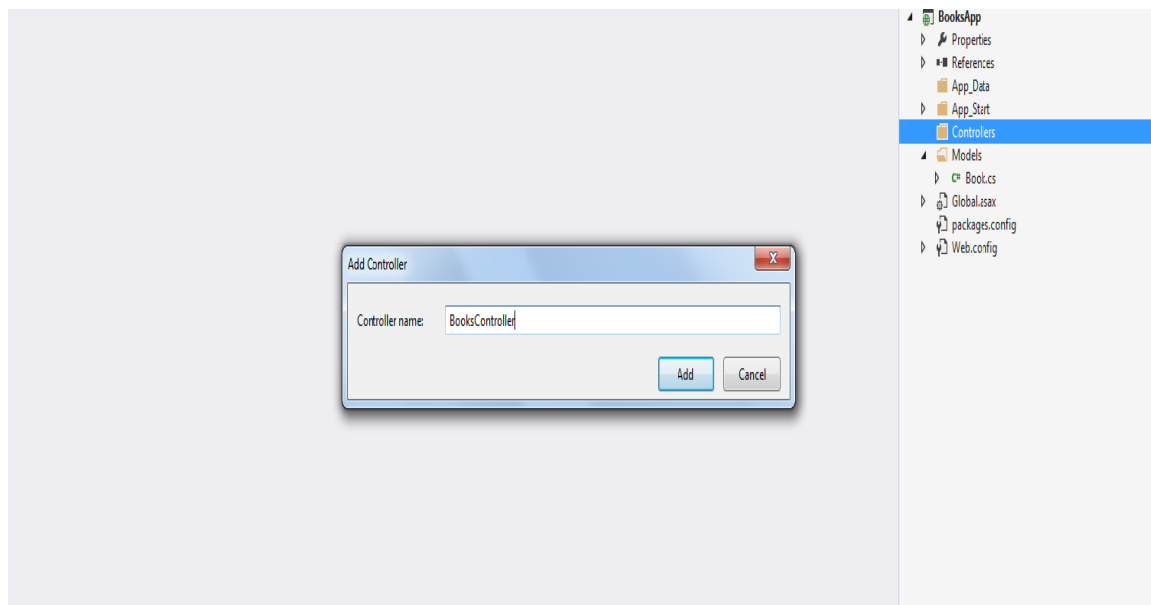 BooksApp
Properties
References
App_Data
App_Start
Controllers
Models
C# Book.cs
Global.asax
packages.config
Web.config
Add Controller
X
Controller name: BooksController
Add Cancel